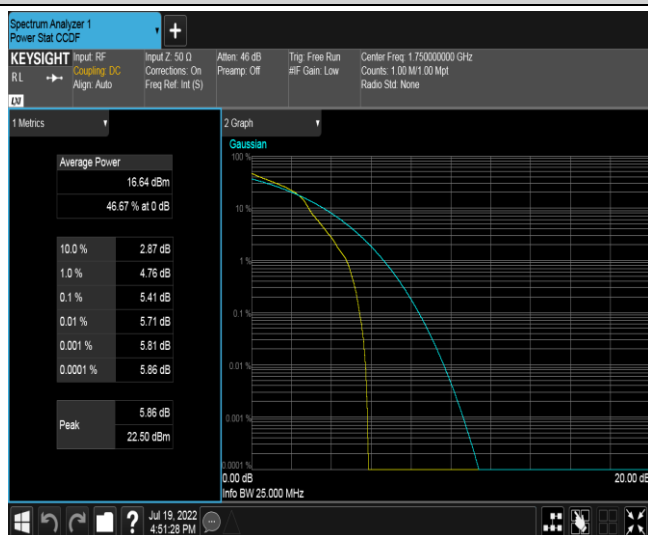 Spectrum Analyzer 1
Power Stat CCDF
+
KEYSIGHT
RL
LXI
Input: RF
Coupling: DC
Align: Auto
Input Z: 50 Ω
Corrections: On
Freq Ref: Int (S)
Atten: 46 dB
Preamp: Off
Trig: Free Run
#IF Gain: Low
Center Freq: 1.750000000 GHz
Counts: 1.00 M/1.00 Mpt
Radio Std: None
1 Metrics
Average Power
16.64 dBm
46.67 % at 0 dB
10.0 % 2.87 dB
1.0 % 4.76 dB
0.1 % 5.41 dB
0.01 % 5.71 dB
0.001 % 5.81 dB
0.0001 % 5.86 dB
Peak
5.86 dB
22.50 dBm
2 Graph
Gaussian
100 %
10 %
1 %
0.1 %
0.01 %
0.001 %
0.0001 %
0.00 dB 20.00 dB
Info BW 25.000 MHz
?
Jul 19, 2022
4:51:28 PM